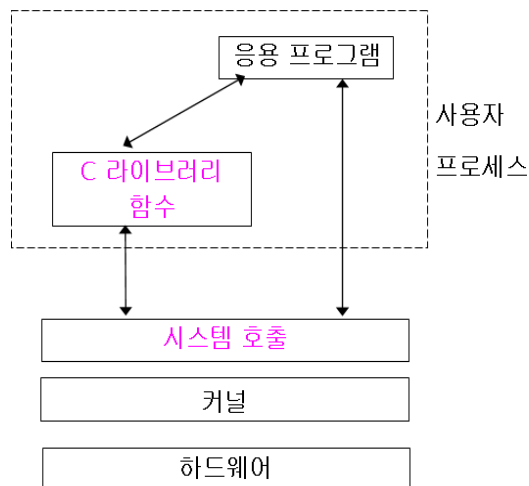 응용 프로그램
사용자
프로세스
C 라이브러리
함수
시스템 호출
커널
하드웨어